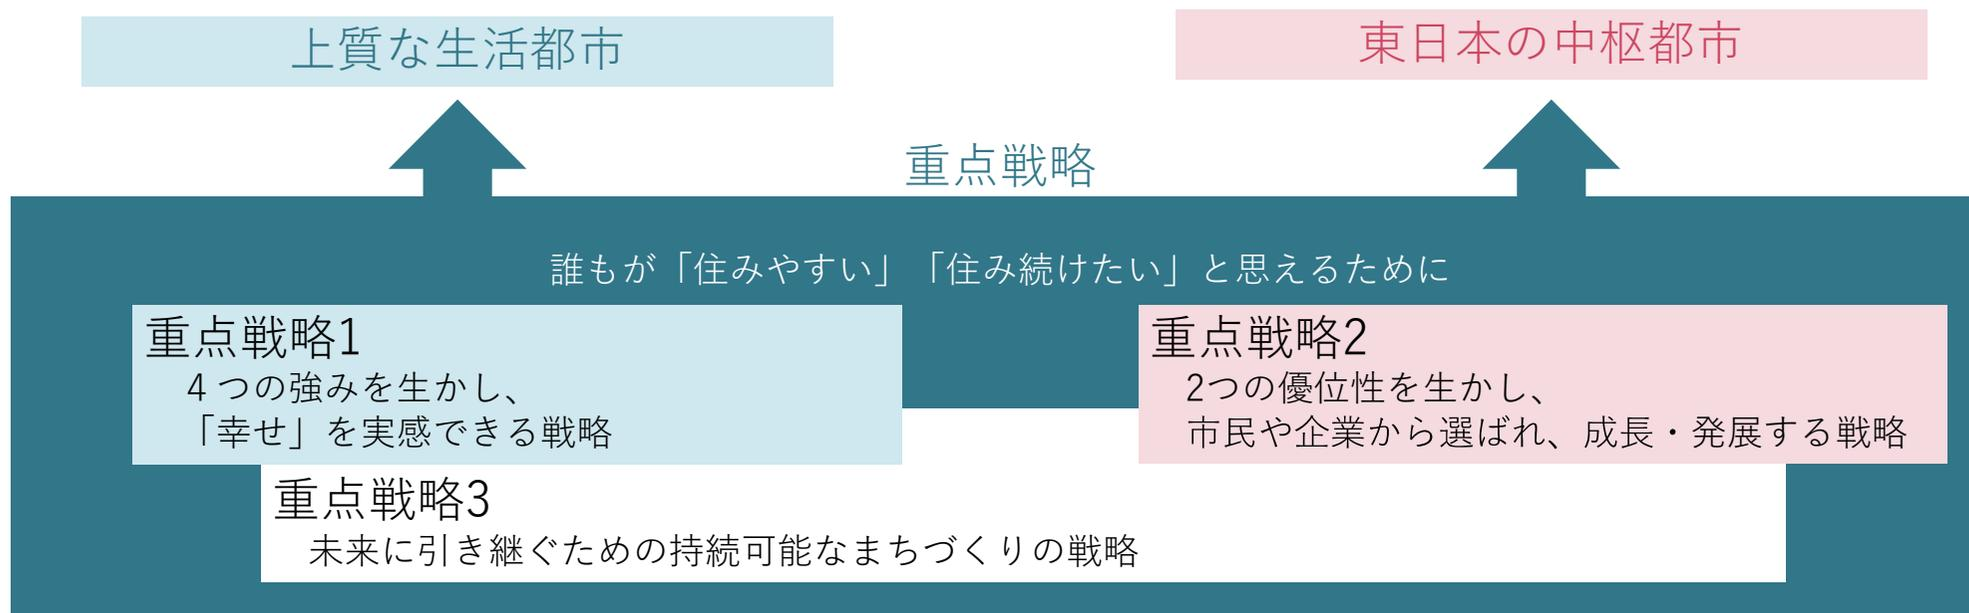 上質な生活都市
東日本の中枢都市
重点戦略
誰もが「住みやすい」「住み続けたい」と思えるために
重点戦略1
４つの強みを生かし、
「幸せ」を実感できる戦略
重点戦略2
2つの優位性を生かし、
市民や企業から選ばれ、成長・発展する戦略
重点戦略3
未来に引き継ぐための持続可能なまちづくりの戦略